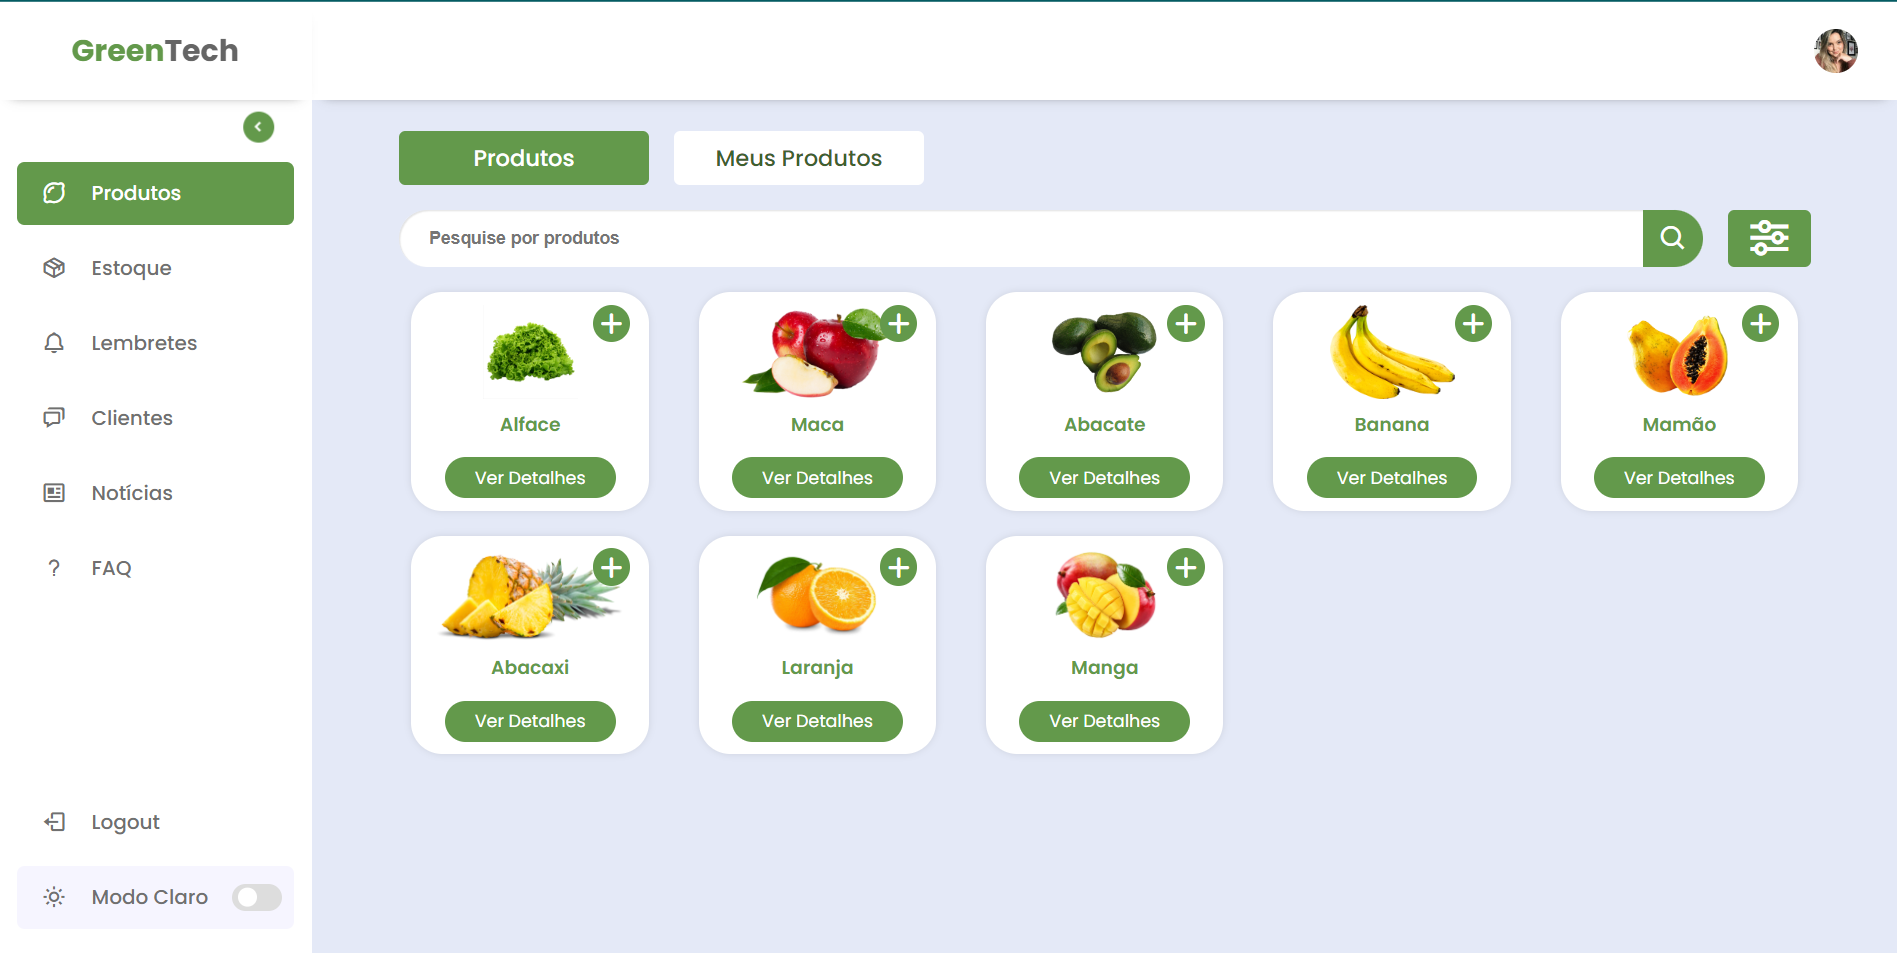 GreenTech
Produtos
Estoque
Lembretes
Clientes
Notícias
? FAQ
Logout
Modo Claro
Produtos
Meus Produtos
Pesquise por produtos
Alface
Ver Detalhes
Maca
Ver Detalhes
Abacate
Ver Detalhes
Banana
Ver Detalhes
Mamão
Ver Detalhes
Abacaxi
Ver Detalhes
Laranja
Ver Detalhes
Manga
Ver Detalhes